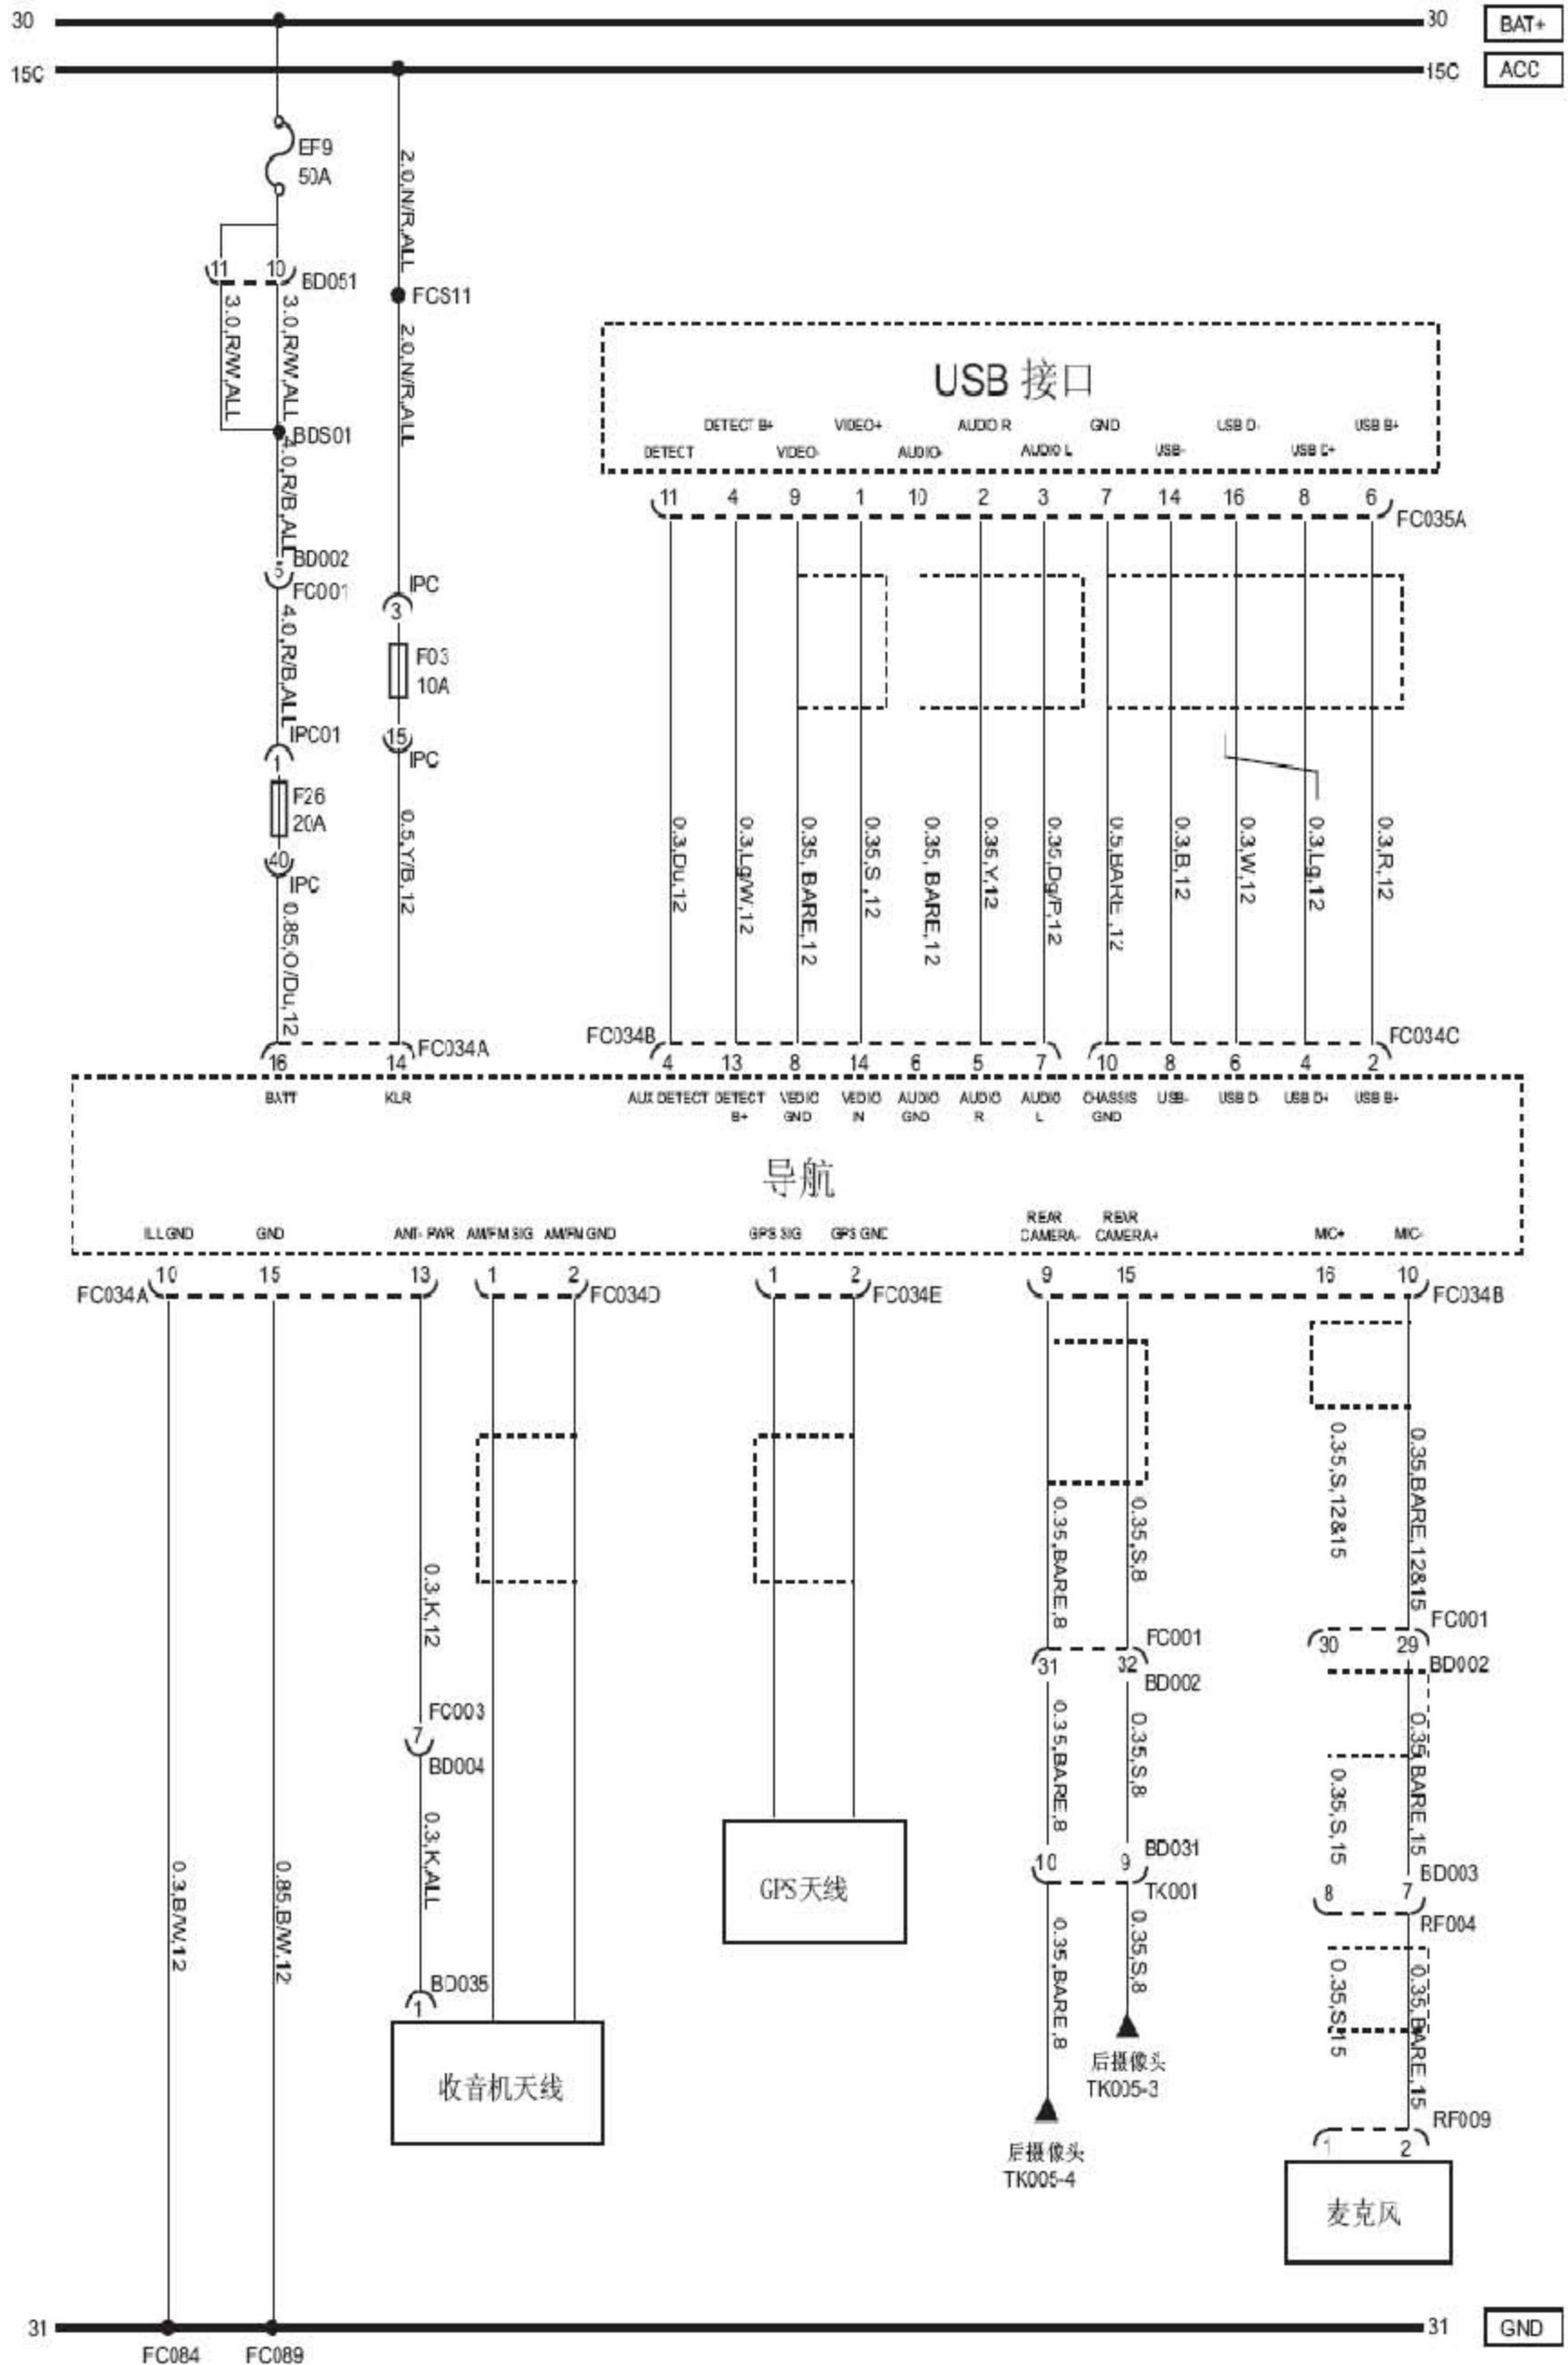 30
30
BAT+
15C
15C
ACC
EF9
50A
2.0,N/R,ALL
11
10
BD051
FCS11
3.0,R/W,ALL
3.0,R/W,ALL
2.0,N/R,ALL
BDS01
4.0,R/B,ALL
5
BD002
FC001
IPC
3
4.0,R/B,ALL
F03
10A
IPC01
1
15
IPC
F26
20A
40
IPC
0.5,Y/B,12
0.85,O/Du,12
USB 接口
DETECT B+
VIDEO+
AUDIO R
GND
USB D-
USB B+
DETECT
VIDEO-
AUDIO-
AUDIO L
USB-
USB D+
11
4
9
1
10
2
3
7
14
16
8
6
FC035A
0.3,Du,12
0.3,Lg/W,12
0.35, BARE,12
0.35,S ,12
0.35, BARE,12
0.35,Y,12
0.35,Dg/P,12
0.5,BARE ,12
0.3,B,12
0.3,W,12
0.3,Lg,12
0.3,R,12
FC034A
FC034B
FC034C
16
14
4
13
8
14
6
5
7
10
8
6
4
2
BATT
KLR
AUX DETECT
DETECT
B+
VEDIO
GND
VEDIO
IN
AUDIO
GND
AUDIO
R
AUDIO
L
CHASSIS
GND
USB-
USB D-
USB D+
USB B+
导航
ILLGND
GND
ANT- PWR
AM/FM SIG
AM/FM GND
GPS SIG
GPS GND
REAR
CAMERA-
REAR
CAMERA+
MIC+
MIC-
FC034A
10
15
13
1
2
FC034D
1
2
FC034E
9
15
16
10
FC034B
0.3,K,12
0.35,BARE,8
0.35,S,8
0.35,S,12&15
0.35,BARE,12&15
FC001
31
32
BD002
FC001
30
29
BD002
FC003
7
BD004
0.35,BARE,8
0.35,S,8
0.35,S,15
0.35,BARE,15
0.3,K,ALL
BD031
10
9
TK001
BD003
8
7
RF004
0.3,B/W,12
0.85,B/W,12
GPS天线
0.35,BARE,8
0.35,S,8
0.35,S,15
0.35,BARE,15
BD035
1
收音机天线
后摄像头
TK005-3
后摄像头
TK005-4
RF009
1
2
麦克风
31
31
GND
FC084
FC089